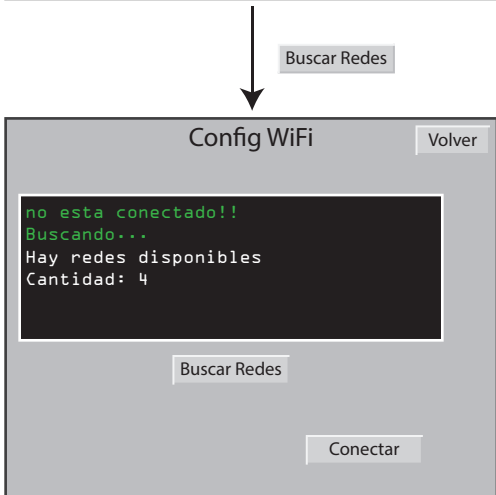 Buscar Redes
Config WiFi
Volver
no esta conectado!!
Buscando...
Hay redes disponibles
Cantidad: 4
Buscar Redes
Conectar